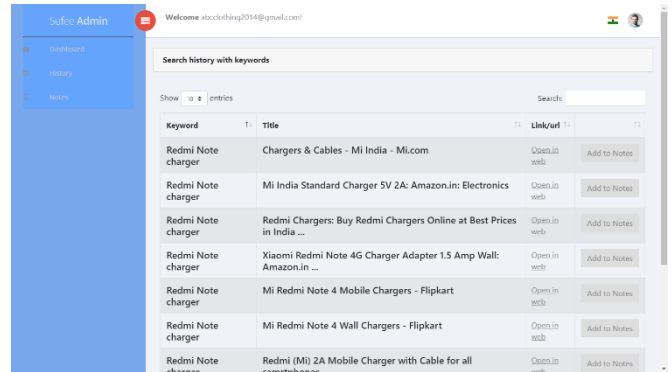 Sufee Admin
Welcome abcclothing2014@gmail.com!
Dashboard
History
Notes
Search history with keywords
Show 10 entries
Search:
Keyword Title Link/url
Redmi Note
charger
Chargers & Cables - Mi India - Mi.com
Open in
web
Add to Notes
Redmi Note
charger
Mi India Standard Charger 5V 2A: Amazon.in: Electronics
Open in
web
Add to Notes
Redmi Note
charger
Redmi Chargers: Buy Redmi Chargers Online at Best Prices
in India ...
Open in
web
Add to Notes
Redmi Note
charger
Xiaomi Redmi Note 4G Charger Adapter 1.5 Amp Wall:
Amazon.in ...
Open in
web
Add to Notes
Redmi Note
charger
Mi Redmi Note 4 Mobile Chargers - Flipkart
Open in
web
Add to Notes
Redmi Note
charger
Mi Redmi Note 4 Wall Chargers - Flipkart
Open in
web
Add to Notes
Redmi Note
charger
Redmi (Mi) 2A Mobile Charger with Cable for all
Open in
web
Add to Notes